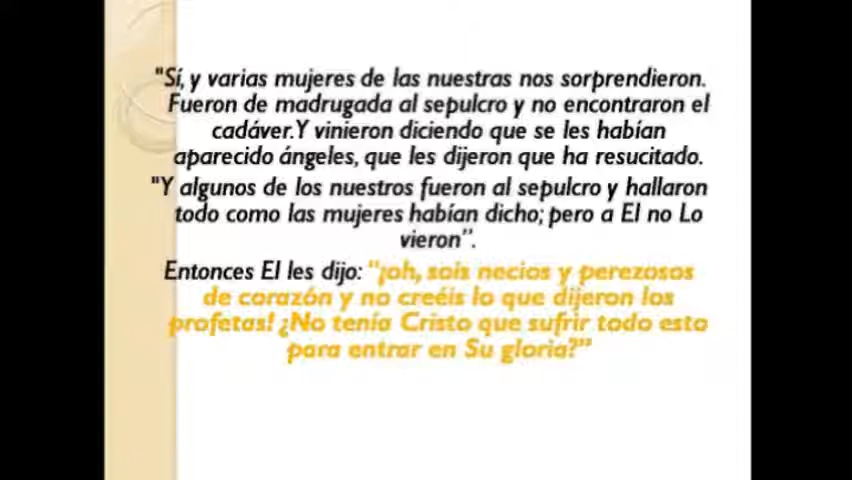 "Sí, y varias mujeres de las nuestras nos sorprendieron.
Fueron de madrugada al sepulcro y no encontraron el
cadáver. Y vinieron diciendo que se les habían
aparecido ángeles, que les dijeron que ha resucitado.
"Y algunos de los nuestros fueron al sepulcro y hallaron
todo como las mujeres habían dicho; pero a El no Lo
vieron".
Entonces El les dijo: "¡oh, sois necios y perezosos
de corazón y no creéis lo que dijeron los
profetas! ¿No tenía Cristo que sufrir todo esto
para entrar en Su gloria?"